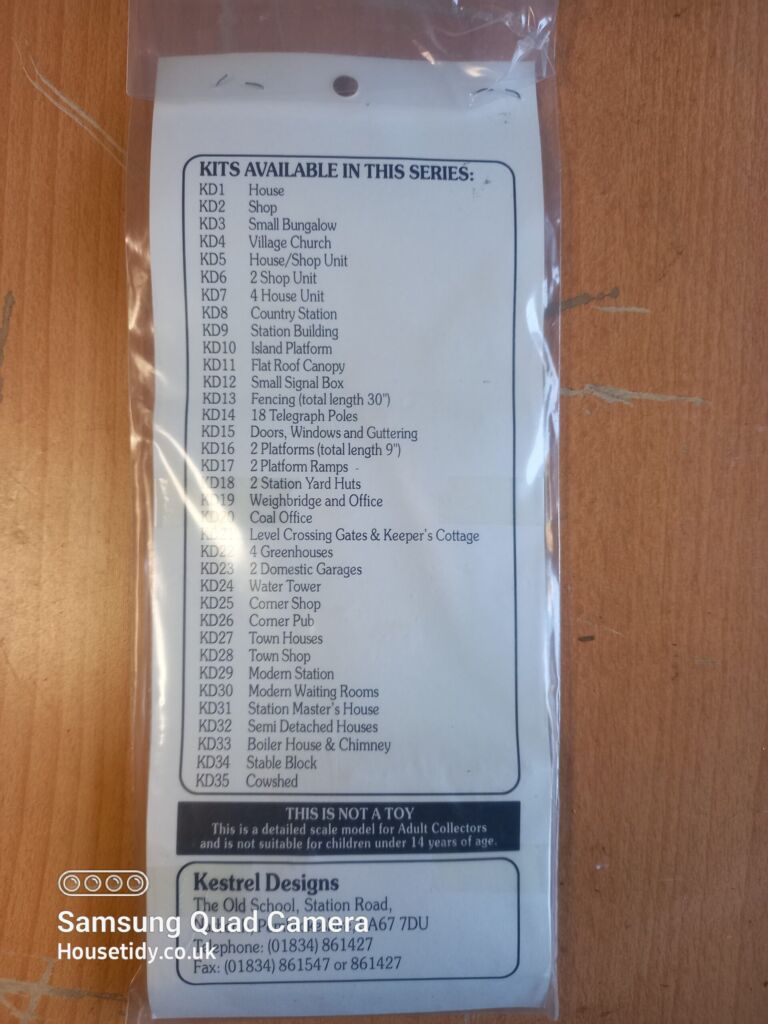 KITS AVAILABLE IN THIS SERIES:
KD1 House
KD2 Shop
KD3 Small Bungalow
KD4 Village Church
KD5 House/Shop Unit
KD6 2 Shop Unit
KD7 4 House Unit
KD8 Country Station
KD9 Station Building
KD10 Island Platform
KD11 Flat Roof Canopy
KD12 Small Signal Box
KD13 Fencing (total length 30")
KD14 18 Telegraph Poles
KD15 Doors, Windows and Guttering
KD16 2 Platforms (total length 9")
KD17 2 Platform Ramps
KD18 2 Station Yard Huts
KD19 Weighbridge and Office
KD20 Coal Office
KD21 Level Crossing Gates & Keeper's Cottage
KD22 4 Greenhouses
KD23 2 Domestic Garages
KD24 Water Tower
KD25 Corner Shop
KD26 Corner Pub
KD27 Town Houses
KD28 Town Shop
KD29 Modern Station
KD30 Modern Waiting Rooms
KD31 Station Master's House
KD32 Semi Detached Houses
KD33 Boiler House & Chimney
KD34 Stable Block
KD35 Cowshed
THIS IS NOT A TOY
This is a detailed scale model for Adult Collectors
and is not suitable for children under 14 years of age.
Kestrel Designs
The Old School, Station Road,
7DU
Telephone: (01834) 861427
Fax: (01834) 861547 or 861427
Samsung Quad Camera
Housetidy.co.uk